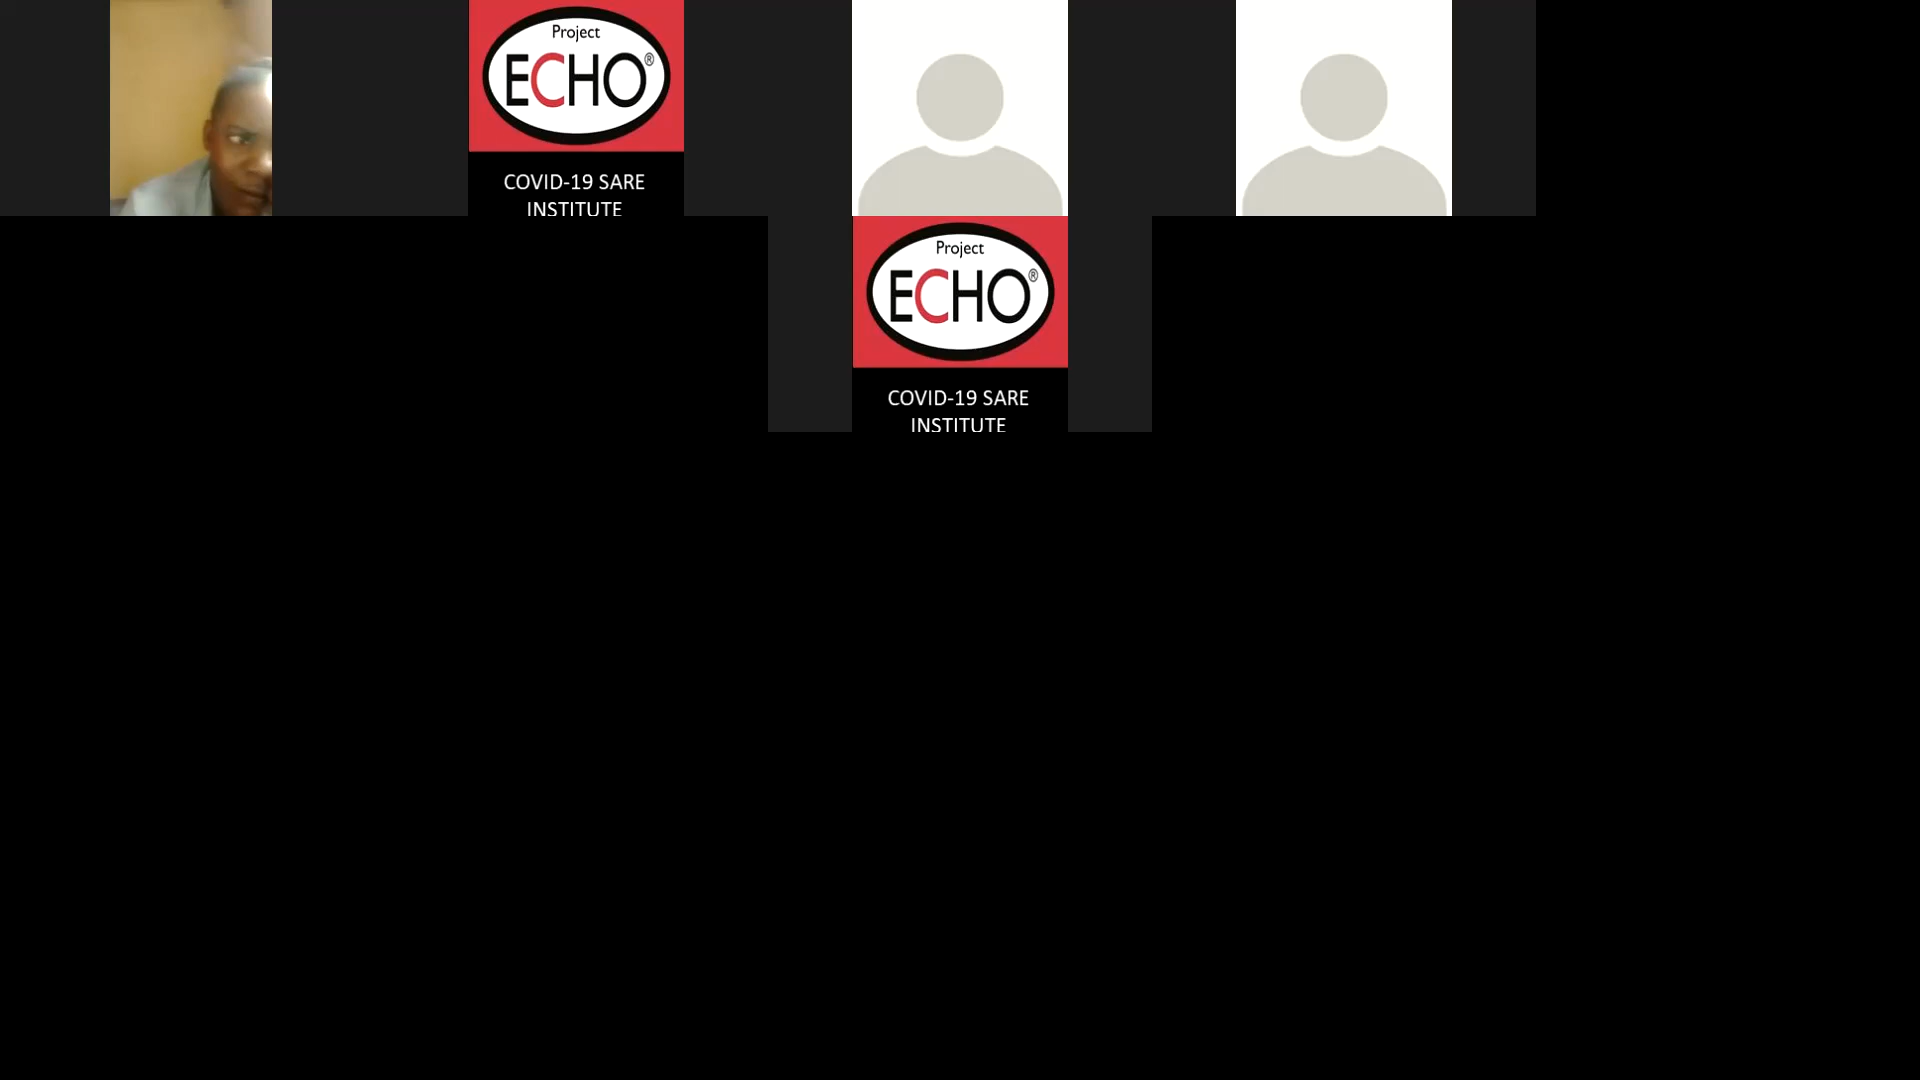 Project
ECHO®
COVID-19 SARE
INSTITUTE
Project
ECHO®
COVID-19 SARE
INSTITUTE